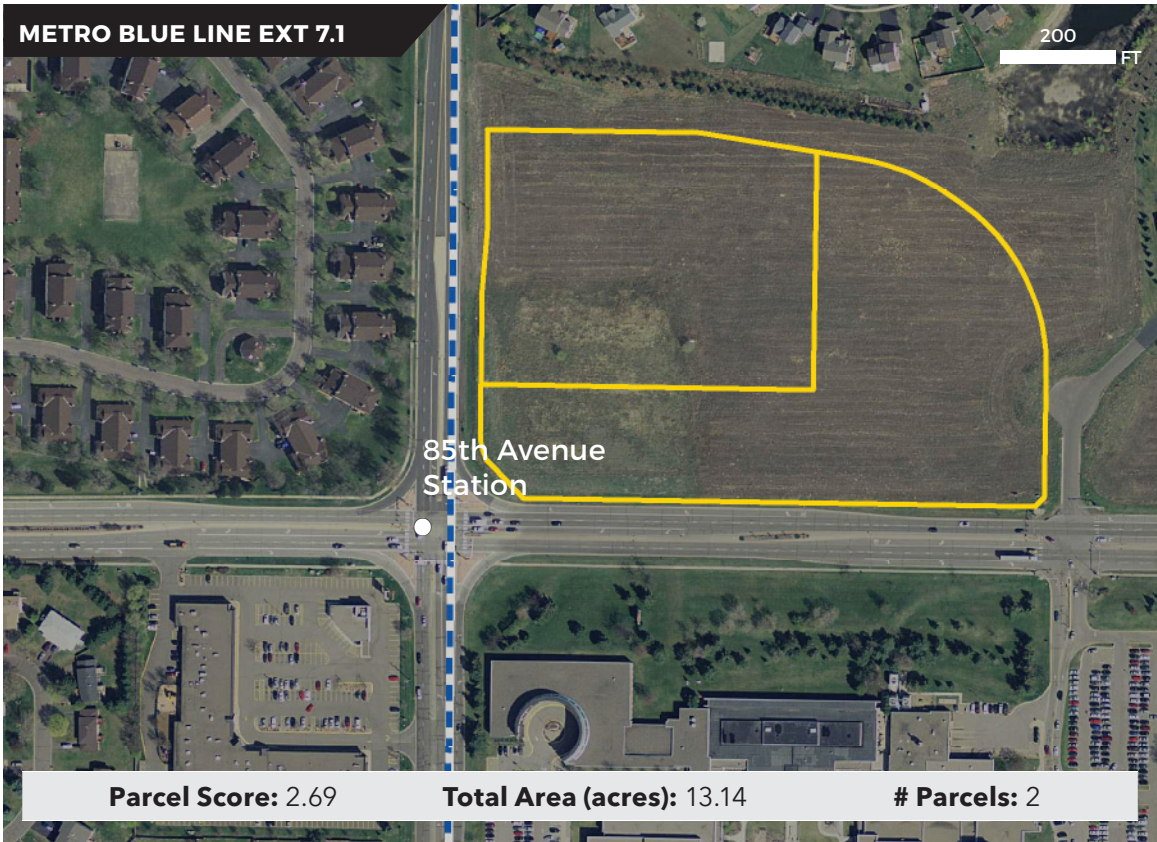 METRO BLUE LINE EXT 7.1
200
FT
85th Avenue
Station
Parcel Score: 2.69 Total Area (acres): 13.14 # Parcels: 2